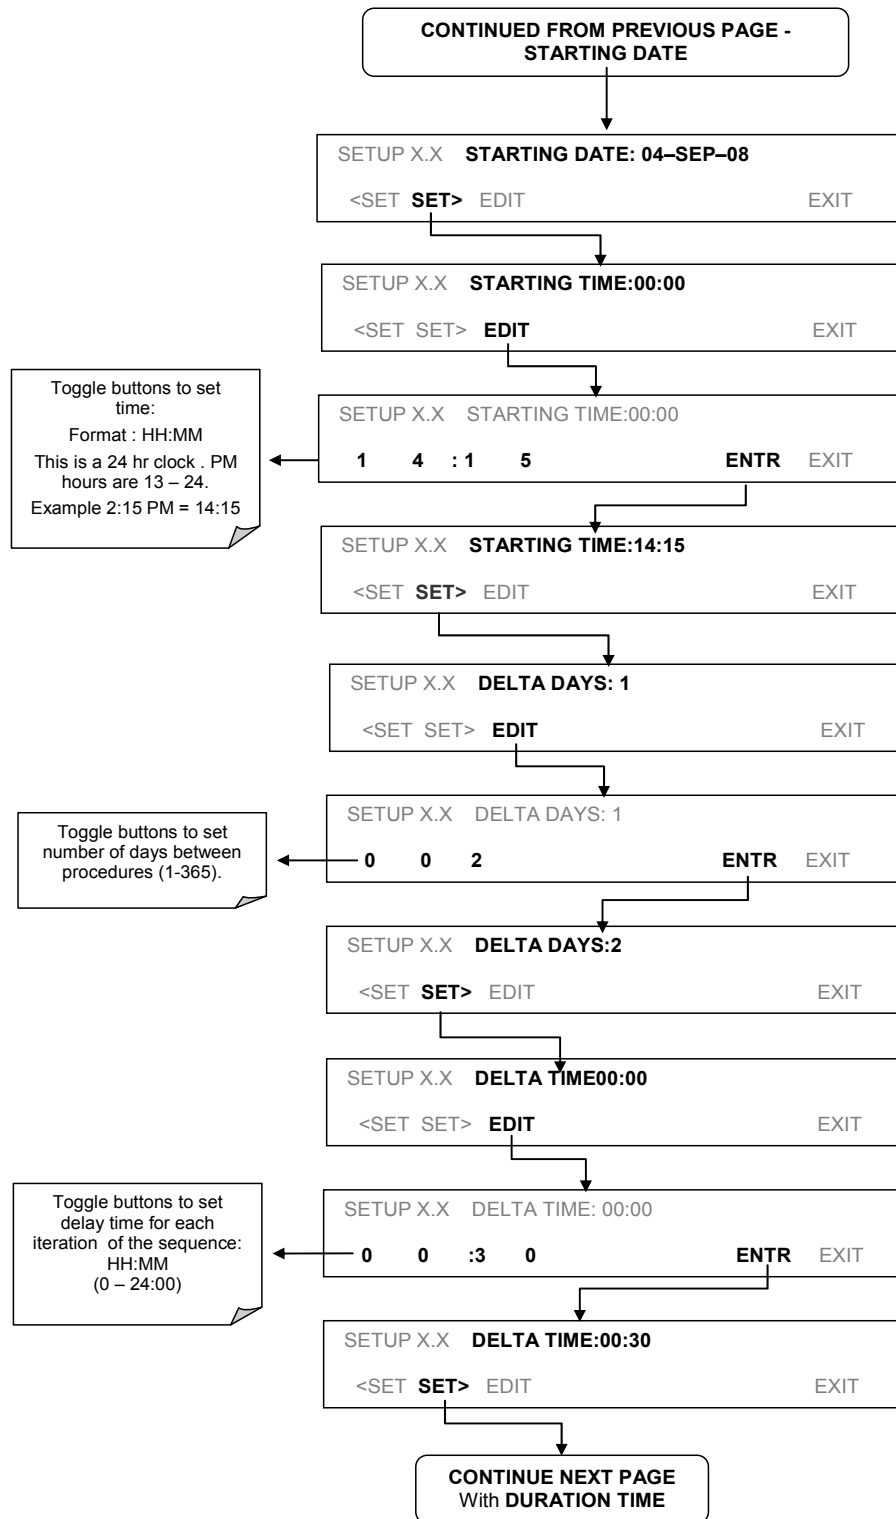 CONTINUED FROM PREVIOUS PAGE -
STARTING DATE
SETUP X.X STARTING DATE: 04–SEP–08
<SET SET> EDIT EXIT
SETUP X.X STARTING TIME:00:00
<SET SET> EDIT EXIT
Toggle buttons to set
time:
Format : HH:MM
This is a 24 hr clock . PM
hours are 13 – 24.
Example 2:15 PM = 14:15
SETUP X.X STARTING TIME:00:00
1 4 : 1 5 ENTR EXIT
SETUP X.X STARTING TIME:14:15
<SET SET> EDIT EXIT
SETUP X.X DELTA DAYS: 1
<SET SET> EDIT EXIT
Toggle buttons to set
number of days between
procedures (1-365).
SETUP X.X DELTA DAYS: 1
0 0 2 ENTR EXIT
SETUP X.X DELTA DAYS:2
<SET SET> EDIT EXIT
SETUP X.X DELTA TIME00:00
<SET SET> EDIT EXIT
Toggle buttons to set
delay time for each
iteration of the sequence:
HH:MM
(0 – 24:00)
SETUP X.X DELTA TIME: 00:00
0 0 :3 0 ENTR EXIT
SETUP X.X DELTA TIME:00:30
<SET SET> EDIT EXIT
CONTINUE NEXT PAGE
With DURATION TIME